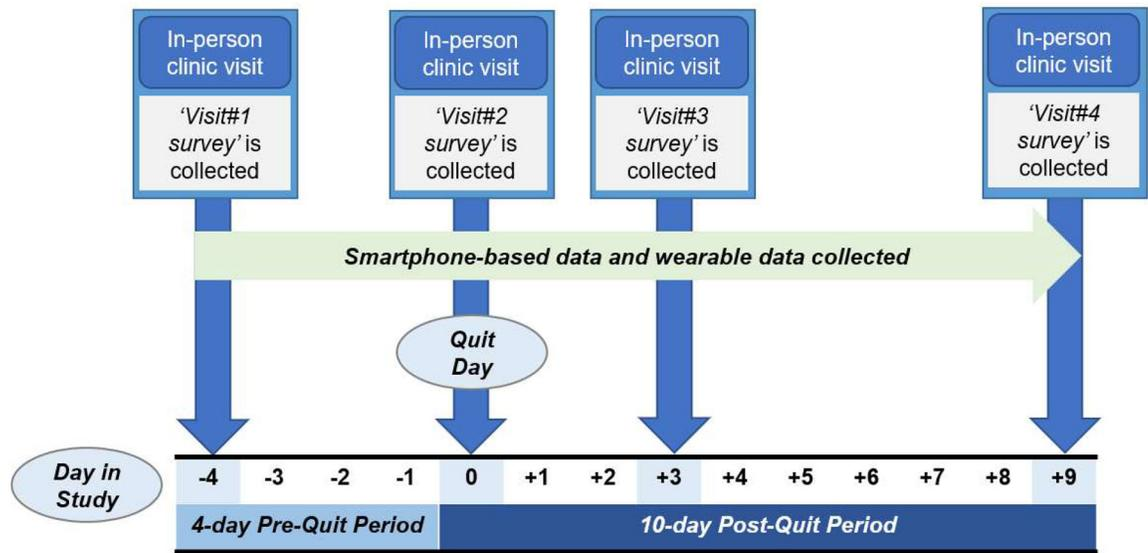 In-person
clinic visit
‘Visit#1
survey’ is
collected
In-person
clinic visit
‘Visit#2
survey’ is
collected
In-person
clinic visit
‘Visit#3
survey’ is
collected
In-person
clinic visit
‘Visit#4
survey’ is
collected
Smartphone-based data and wearable data collected
Quit
Day
Day in
Study
-4 -3 -2 -1 0 +1 +2 +3 +4 +5 +6 +7 +8 +9
4-day Pre-Quit Period 10-day Post-Quit Period